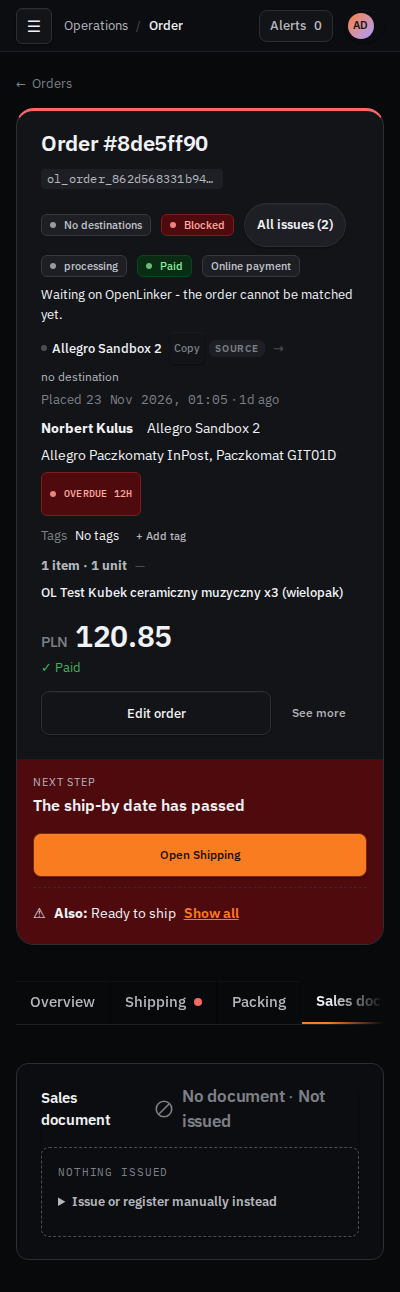 ☰ Operations / Order Alerts 0 AD
← Orders
Order #8de5ff90
ol_order_862d568331b94…
No destinations Blocked All issues (2)
processing Paid Online payment
Waiting on OpenLinker - the order cannot be matched
yet.
Allegro Sandbox 2 Copy SOURCE →
no destination
Placed 23 Nov 2026, 01:05 · 1d ago
Norbert Kulus Allegro Sandbox 2
Allegro Paczkomaty InPost, Paczkomat GIT01D
OVERDUE 12H
Tags No tags + Add tag
1 item · 1 unit —
OL Test Kubek ceramiczny muzyczny x3 (wielopak)
PLN 120.85
✓ Paid
Edit order See more
NEXT STEP
The ship-by date has passed
Open Shipping
⚠ Also: Ready to ship Show all
Overview Shipping Packing Sales doc
Sales
document
No document · Not
issued
NOTHING ISSUED
▶ Issue or register manually instead